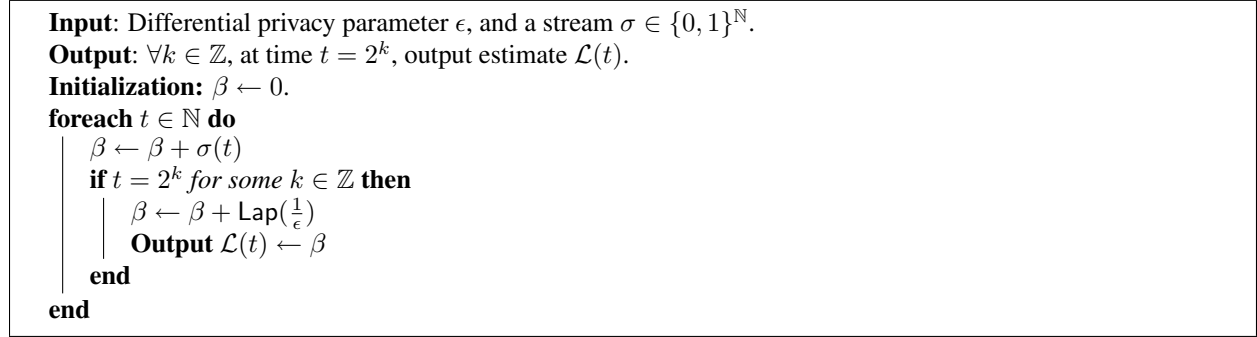 Input: Differential privacy parameter ϵ, and a stream σ ∈ {0, 1}^ℕ.
Output: ∀k ∈ ℤ, at time t = 2^k, output estimate ℒ(t).
Initialization: β ← 0.
foreach t ∈ ℕ do
β ← β + σ(t)
if t = 2^k for some k ∈ ℤ then
β ← β + Lap(1/ϵ)
Output ℒ(t) ← β
end
end